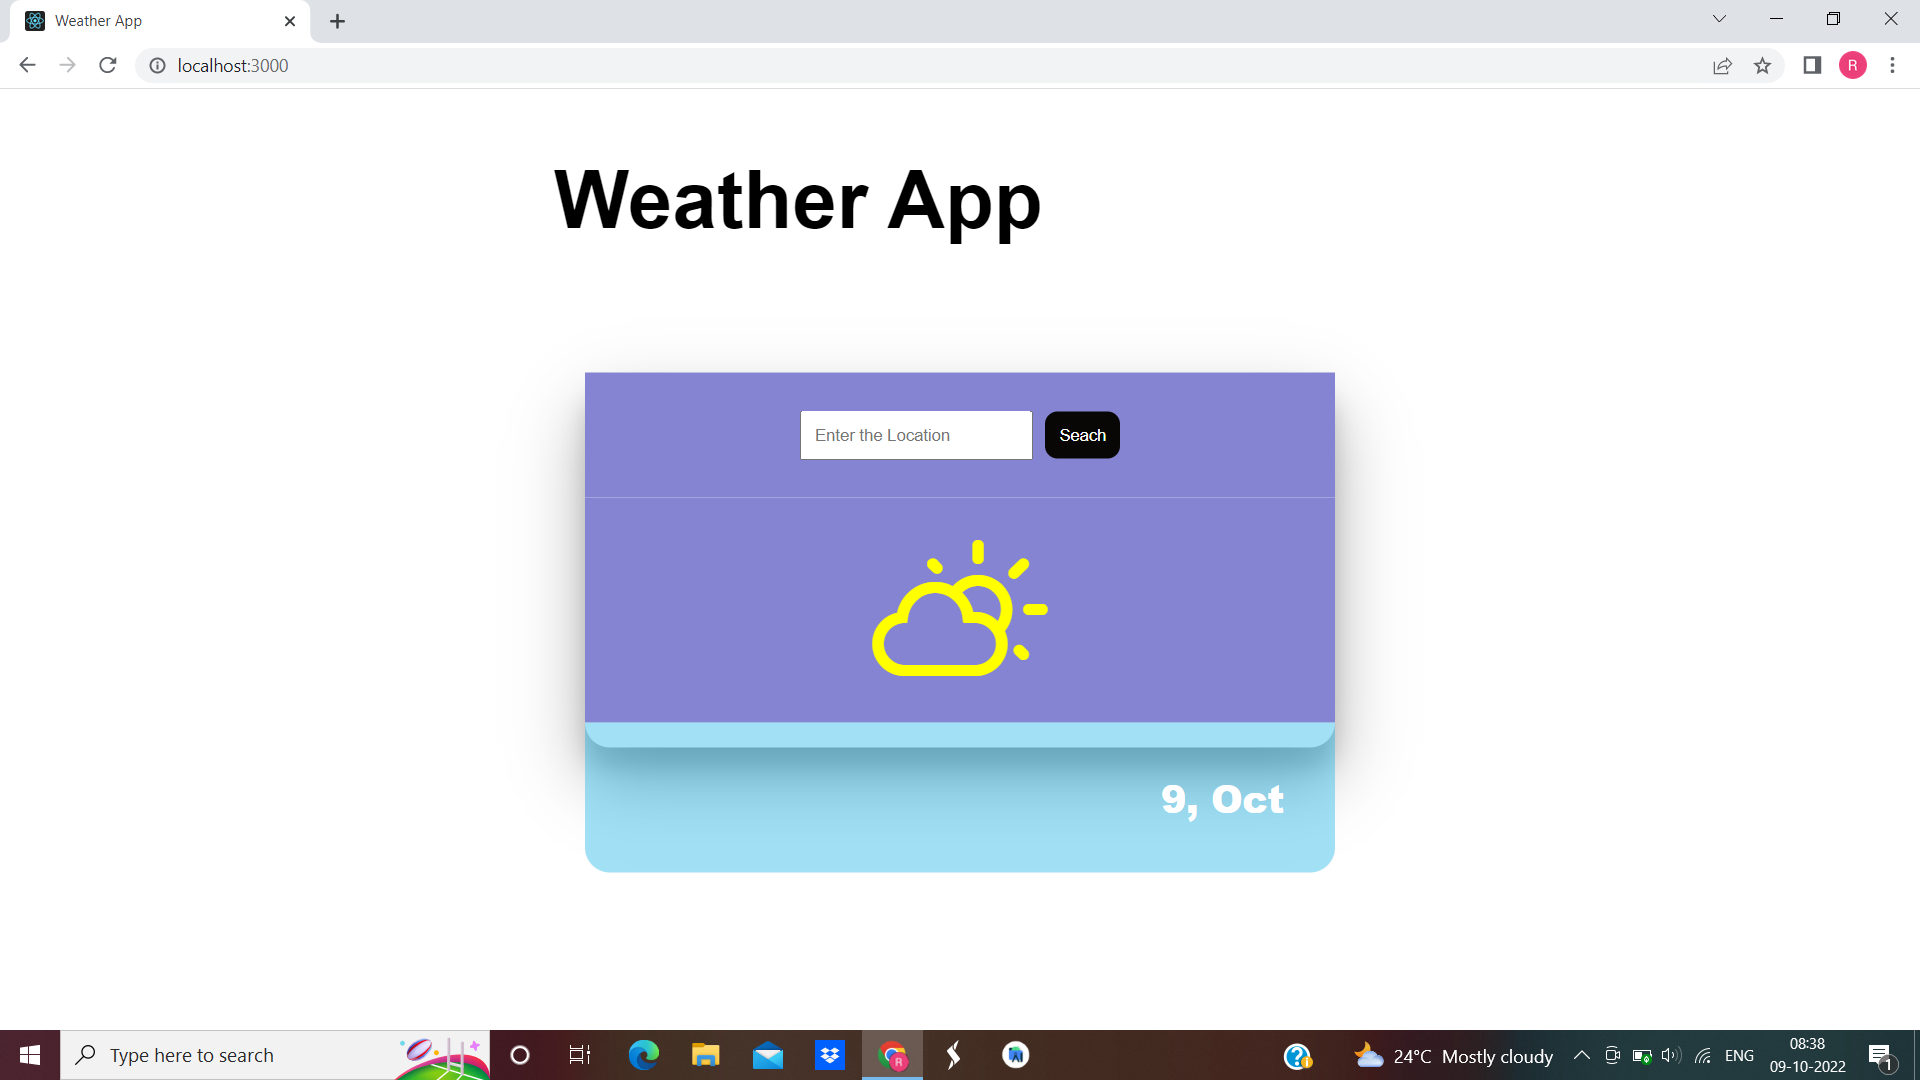 Weather App
localhost:3000
R
Weather App
Enter the Location
Seach
9, Oct
Type here to search
R
24°C Mostly cloudy
ENG
08:38
09-10-2022
1